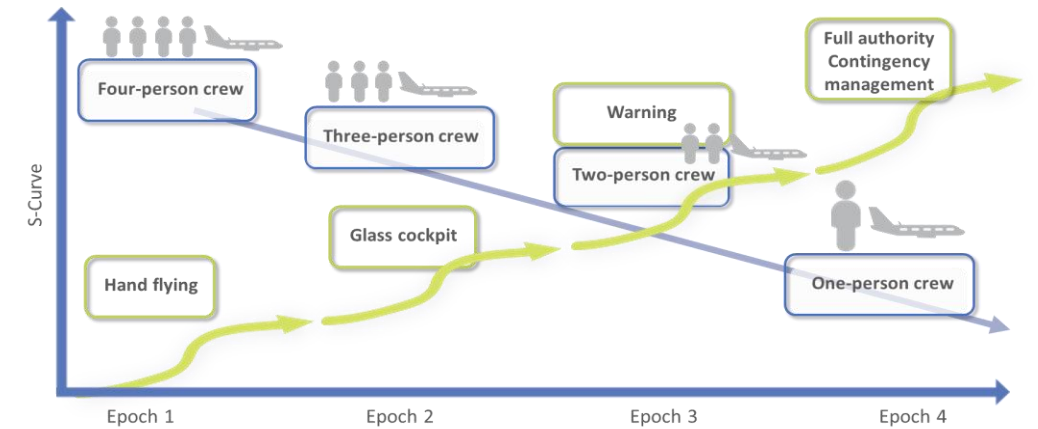 Four-person crew
Three-person crew
Warning
Two-person crew
Full authority
Contingency
management
One-person crew
Hand flying
Glass cockpit
S-Curve
Epoch 1
Epoch 2
Epoch 3
Epoch 4